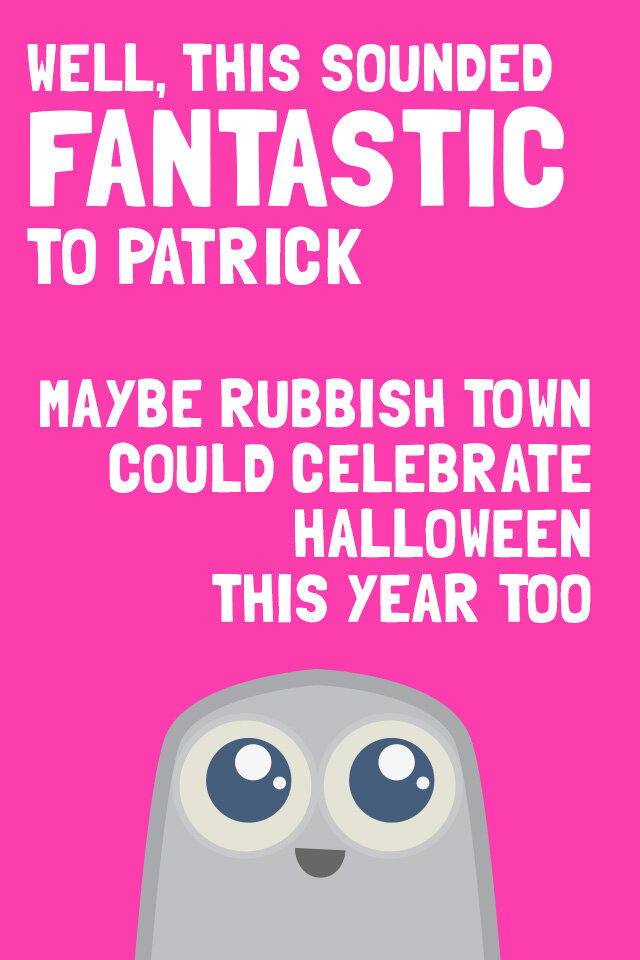 WELL, THIS SOUNDED
FANTASTIC
TO PATRICK
MAYBE RUBBISH TOWN
COULD CELEBRATE
HALLOWEEN
THIS YEAR TOO